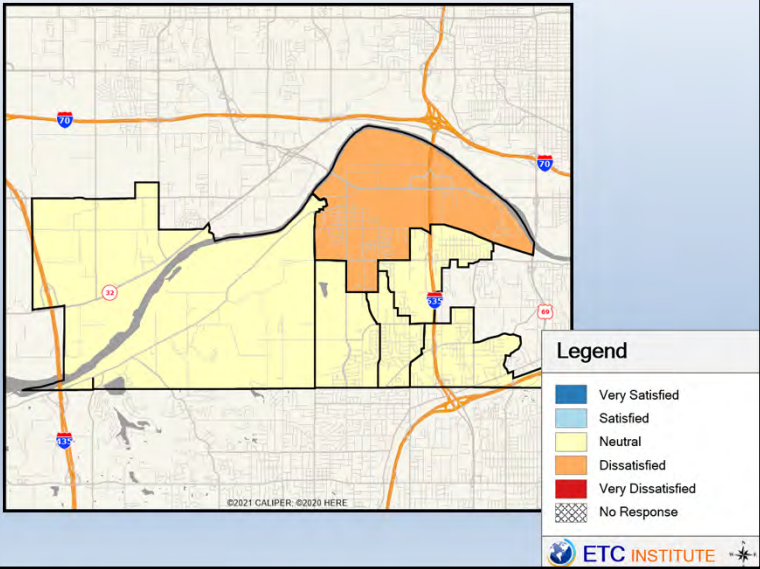 70
70
32
635
69
435
Legend
Very Satisfied
Satisfied
Neutral
Dissatisfied
Very Dissatisfied
No Response
©2021 CALIPER; ©2020 HERE
ETC INSTITUTE